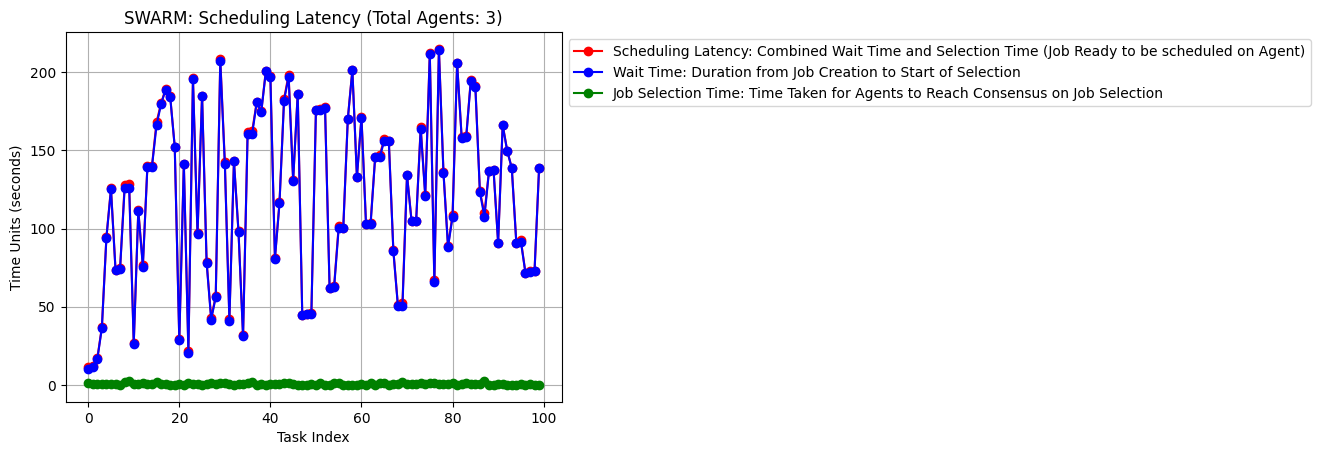 SWARM: Scheduling Latency (Total Agents: 3)
Scheduling Latency: Combined Wait Time and Selection Time (Job Ready to be scheduled on Agent)
Wait Time: Duration from Job Creation to Start of Selection
Job Selection Time: Time Taken for Agents to Reach Consensus on Job Selection
Time Units (seconds)
200
150
100
50
0
0 20 40 60 80 100
Task Index